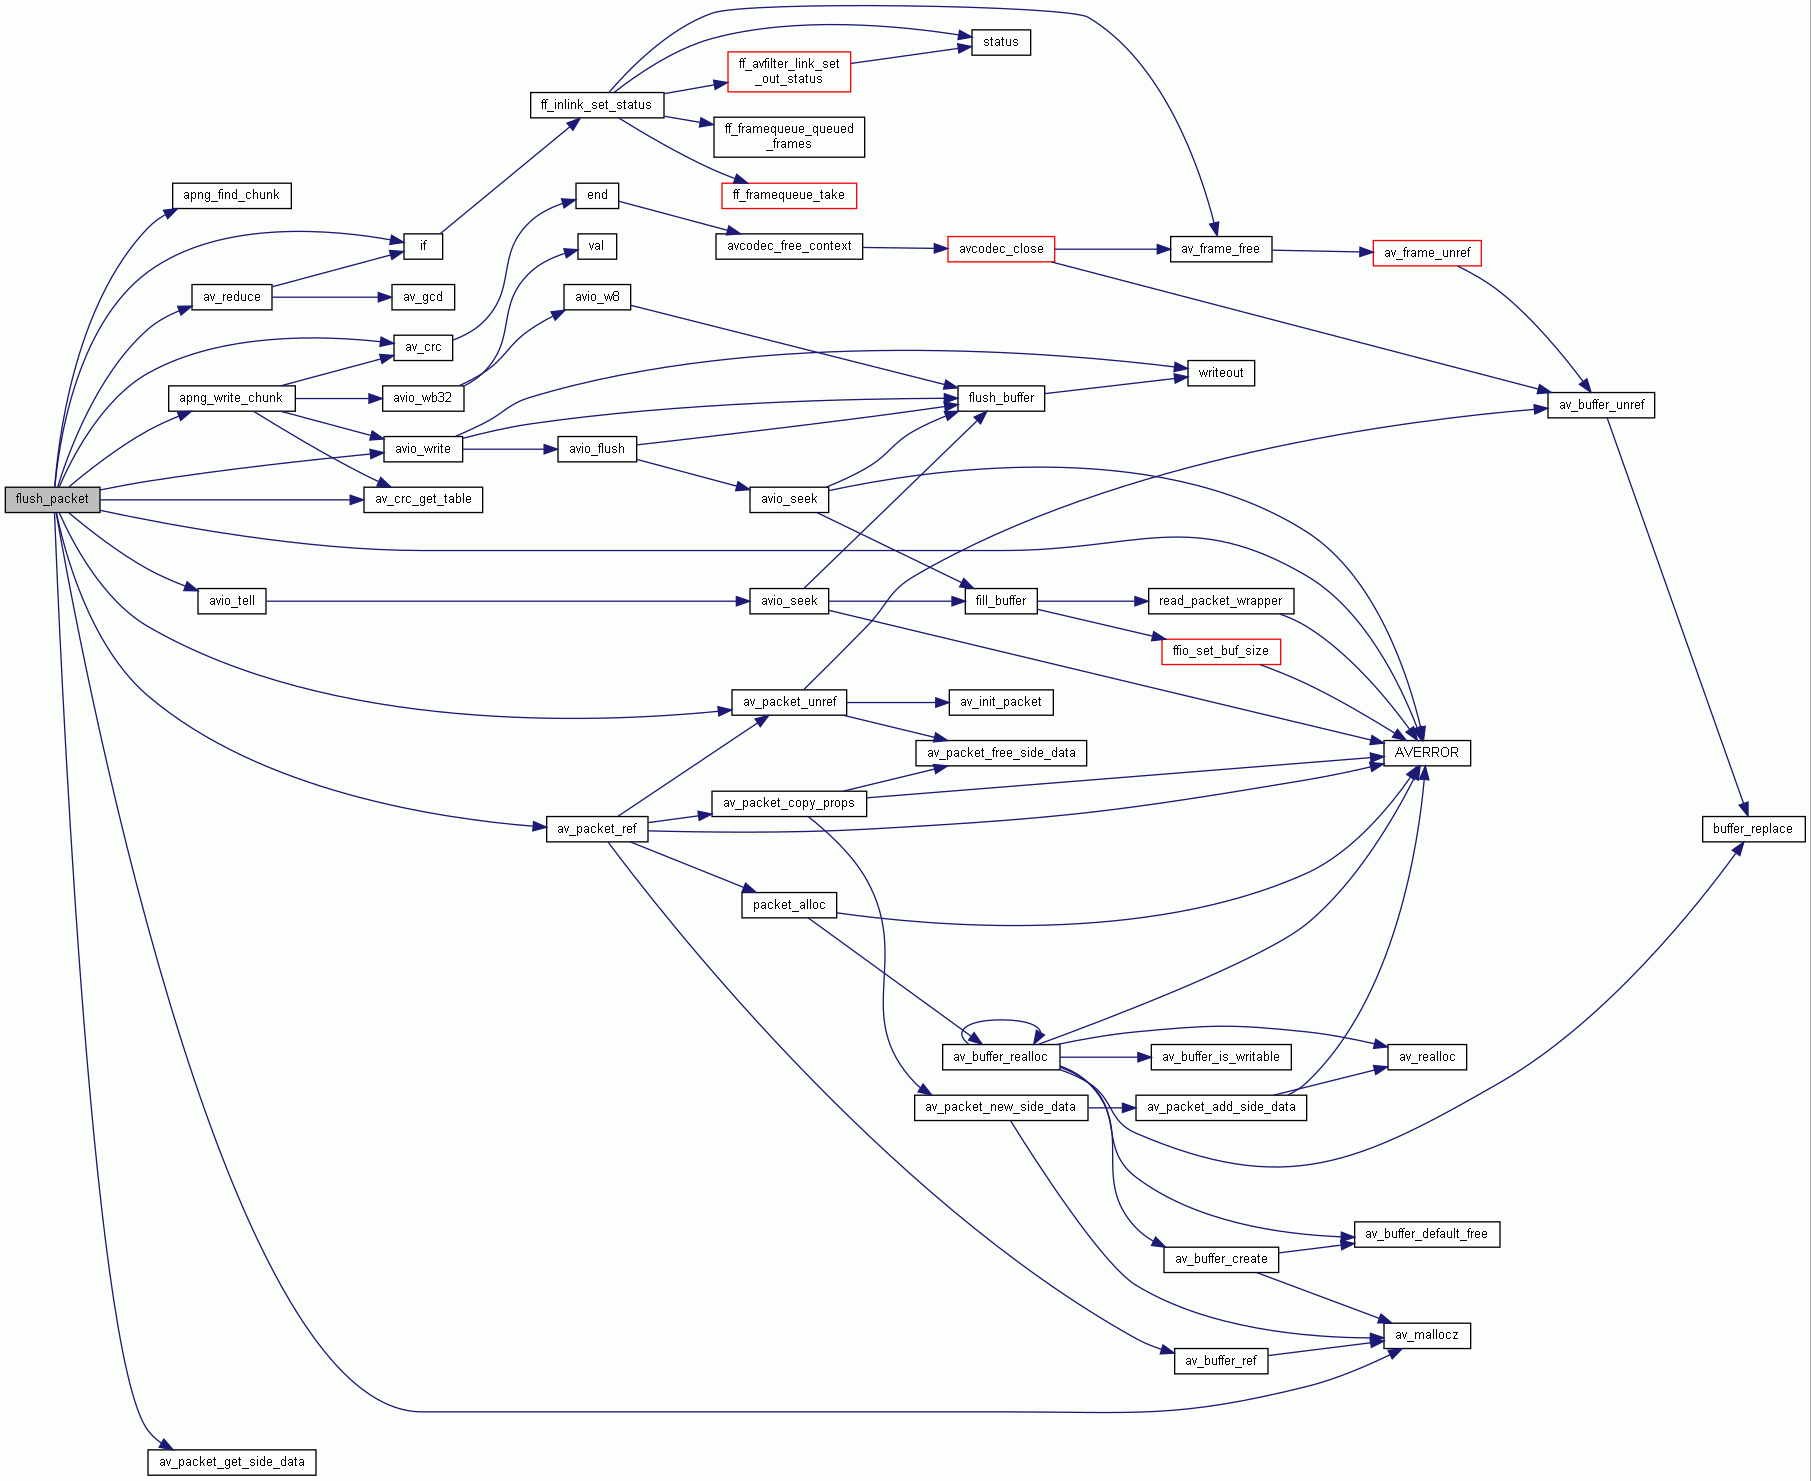 status
ff_avfilter_link_set
_out_status
ff_inlink_set_status
ff_framequeue_queued
_frames
apng_find_chunk
end
ff_framequeue_take
if
val
avcodec_free_context
avcodec_close
av_frame_free
av_frame_unref
av_reduce
av_gcd
avio_w8
av_crc
writeout
apng_write_chunk
avio_wb32
flush_buffer
av_buffer_unref
avio_write
avio_flush
flush_packet
av_crc_get_table
avio_seek
avio_tell
avio_seek
fill_buffer
read_packet_wrapper
ffio_set_buf_size
av_packet_unref
av_init_packet
av_packet_free_side_data
AVERROR
av_packet_copy_props
av_packet_ref
buffer_replace
packet_alloc
av_buffer_realloc
av_buffer_is_writable
av_realloc
av_packet_new_side_data
av_packet_add_side_data
av_buffer_default_free
av_buffer_create
av_mallocz
av_buffer_ref
av_packet_get_side_data